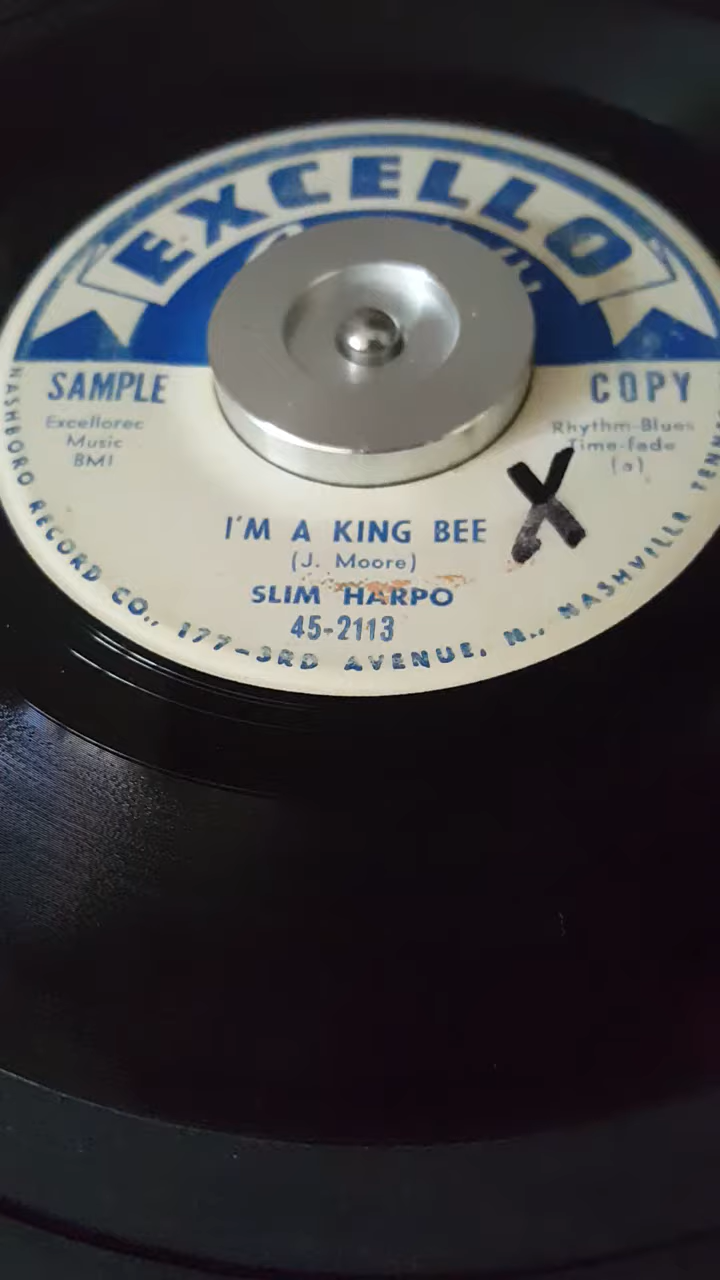 EXCELLO
SAMPLE
COPY
Excellorec
Music
BMI
Rhythm-Blues
Time-fade
(a)
X
I'M A KING BEE
(J. Moore)
SLIM HARPO
45-2113
NASHBORO RECORD CO., 177-3RD AVENUE, N., NASHVILLE TENN